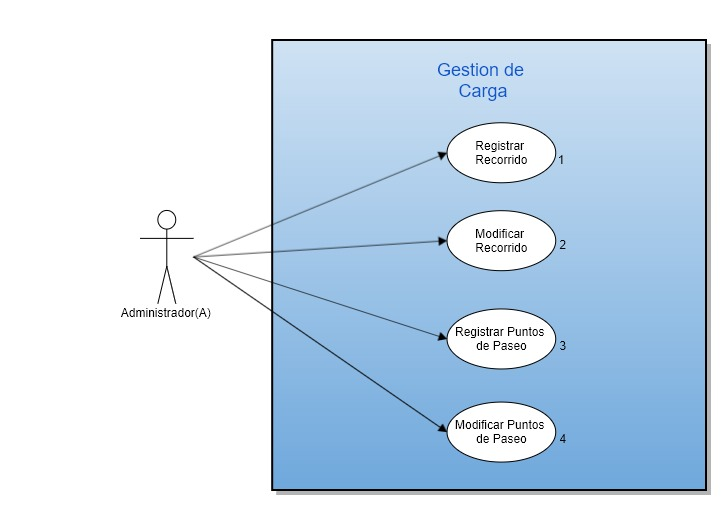 Gestion de
Carga
Registrar
Recorrido
1
Modificar
Recorrido
2
Administrador(A)
Registrar Puntos
de Paseo
3
Modificar Puntos
de Paseo
4